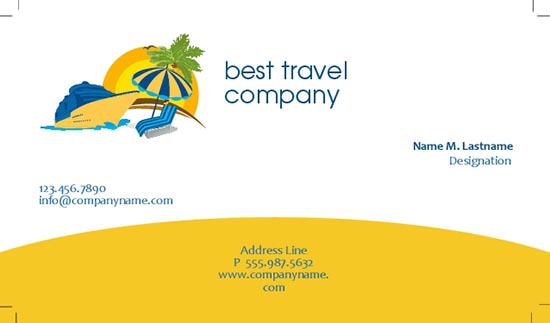 best travel
company
Name M. Lastname
Designation
123.456.7890
info@companyname.com
Address Line
P 555.987.5632
www.companyname.
com